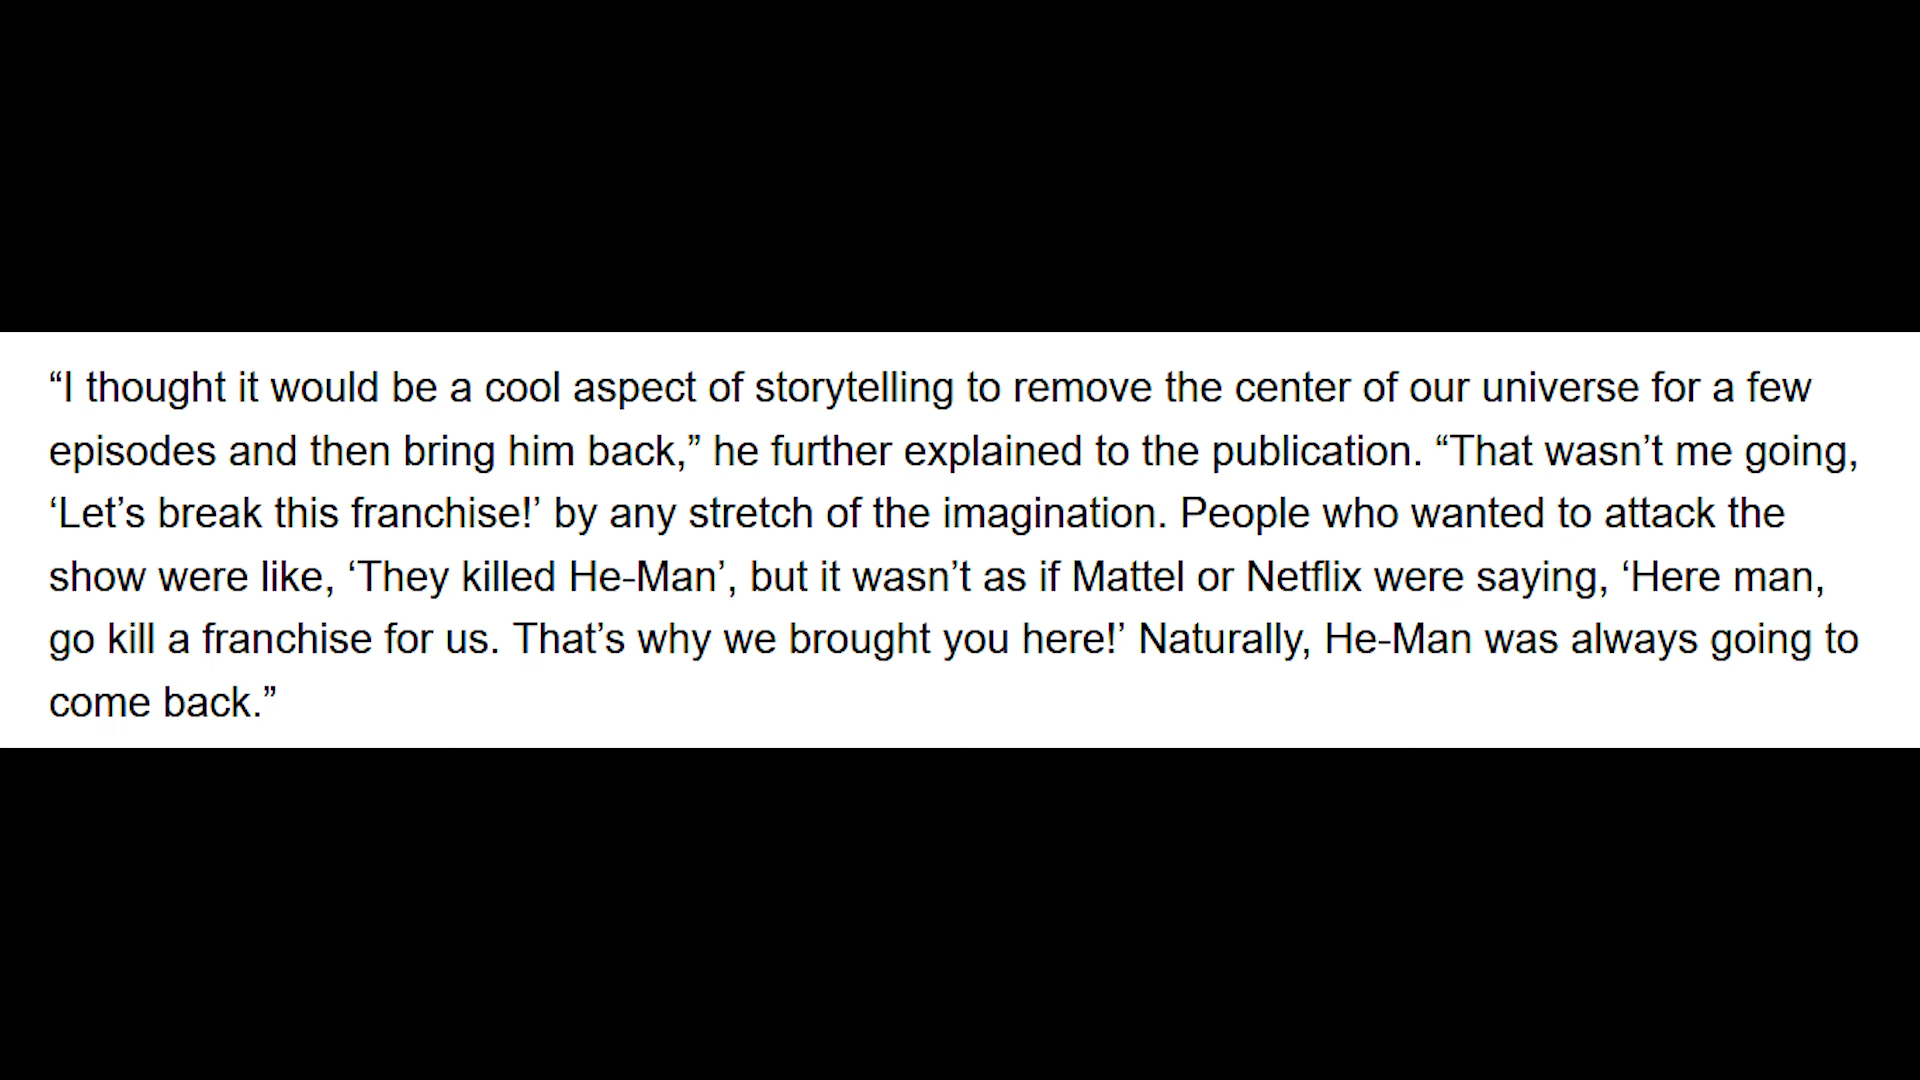 “I thought it would be a cool aspect of storytelling to remove the center of our universe for a few
episodes and then bring him back,” he further explained to the publication. “That wasn’t me going,
‘Let’s break this franchise!’ by any stretch of the imagination. People who wanted to attack the
show were like, ‘They killed He-Man’, but it wasn’t as if Mattel or Netflix were saying, ‘Here man,
go kill a franchise for us. That’s why we brought you here!’ Naturally, He-Man was always going to
come back.”